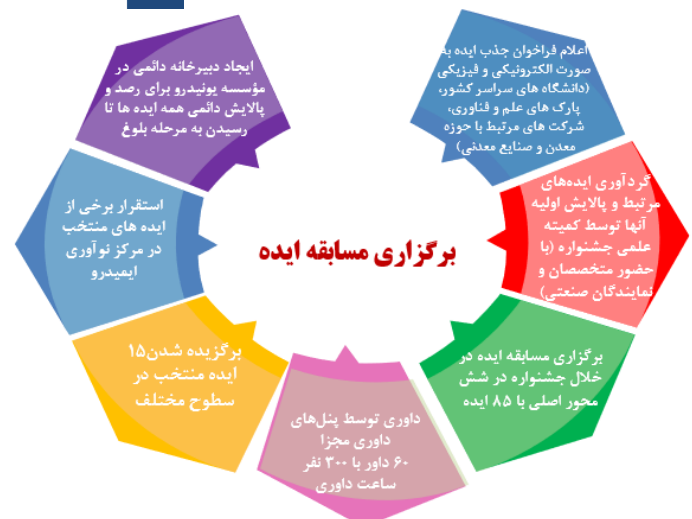 برگزاری مسابقه ایده
اعلام فراخوان جذب ایده به
صورت الکترونیکی و فیزیکی
(دانشگاه های سراسر کشور،
پارک های علم و فناوری،
شرکت های مرتبط با حوزه
معدن و صنایع معدنی)
گردآوری ایده‌های
مرتبط و پالایش اولیه
آنها توسط کمیته
علمی جشنواره (با
حضور متخصصان و
نمایندگان صنعتی)
برگزاری مسابقه ایده در
خلال جشنواره در شش
محور اصلی با ۸۵ ایده
داوری توسط پنل‌های
داوری مجزا
۶۰ داور با ۳۰۰ نفر
ساعت داوری
برگزیده شدن۱۵
ایده منتخب در
سطوح مختلف
استقرار برخی از
ایده های منتخب
در مرکز نوآوری
ایمیدرو
ایجاد دبیرخانه دائمی در
مؤسسه یونیدرو برای رصد و
پالایش دائمی همه ایده ها تا
رسیدن به مرحله بلوغ